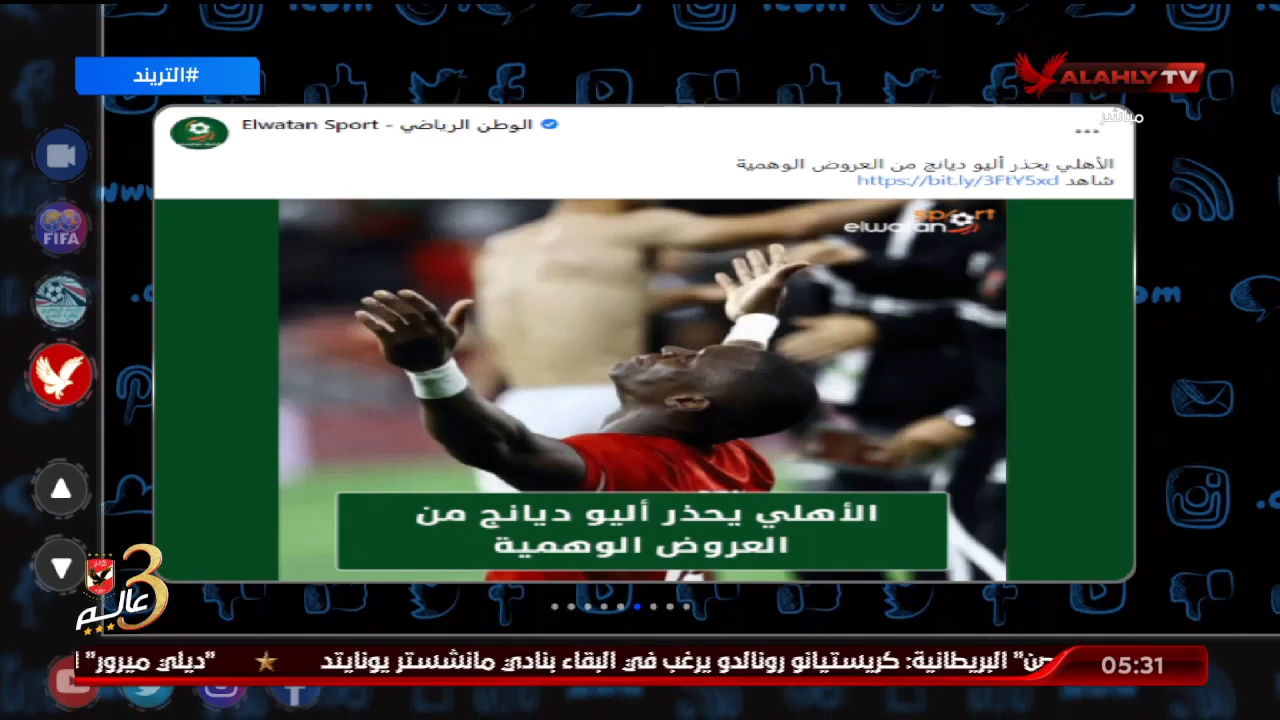 #التريند
ALAHLY TV
مباشر
Elwatan Sport - الوطن الرياضي
الأهلي يحذر أليو ديانج من العروض الوهمية
شاهد https://bit.ly/3FtY5xd
sport
elwatan
الأهلي يحذر أليو ديانج من
العروض الوهمية
FIFA
3
عالم
البريطانية: كريستيانو رونالدو يرغب في البقاء بنادي مانشستر يونايتد ★ "ديلي ميرور"
05:31